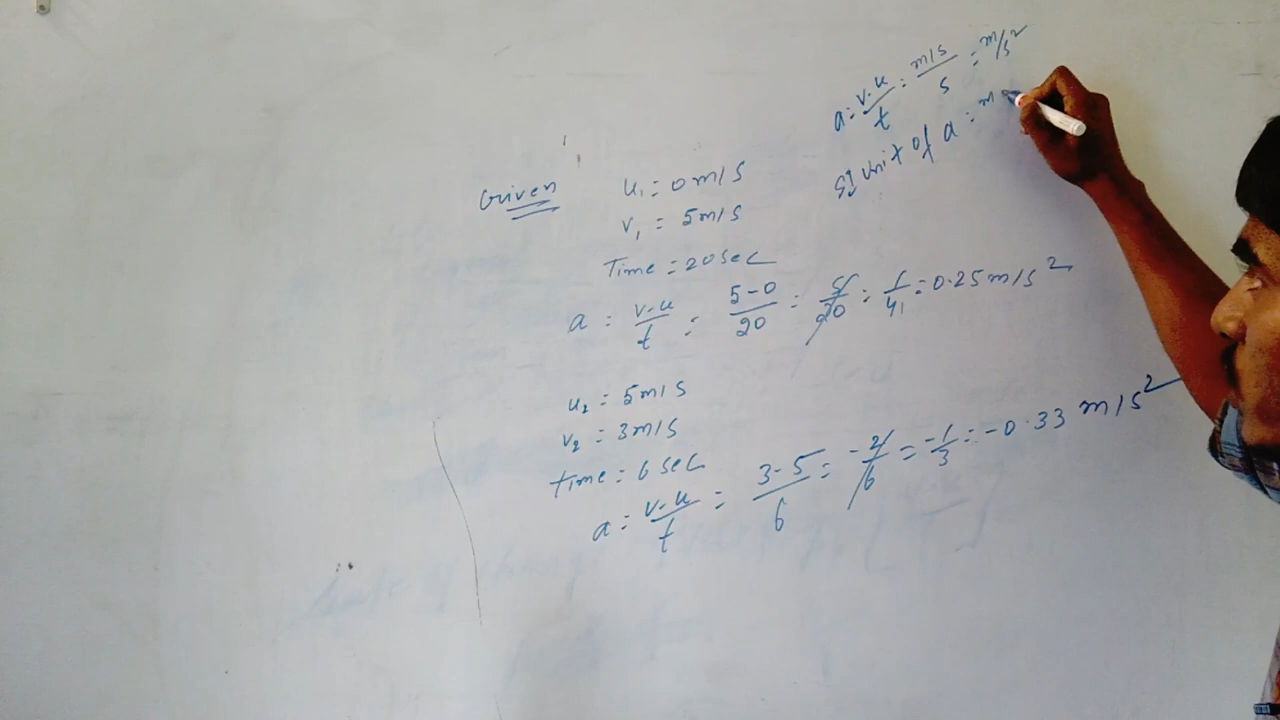 a = v-u/t = m/s/s = m/s²
SI unit of a = m
Given
u₁ = 0 m/s
v₁ = 5 m/s
Time = 20 sec
a = v-u/t = 5-0/20 = 5/20 = 1/4 = 0.25 m/s²
u₂ = 5 m/s
v₂ = 3 m/s
time = 6 sec
a = v-u/t = 3-5/6 = -2/6 = -1/3 = -0.33 m/s²